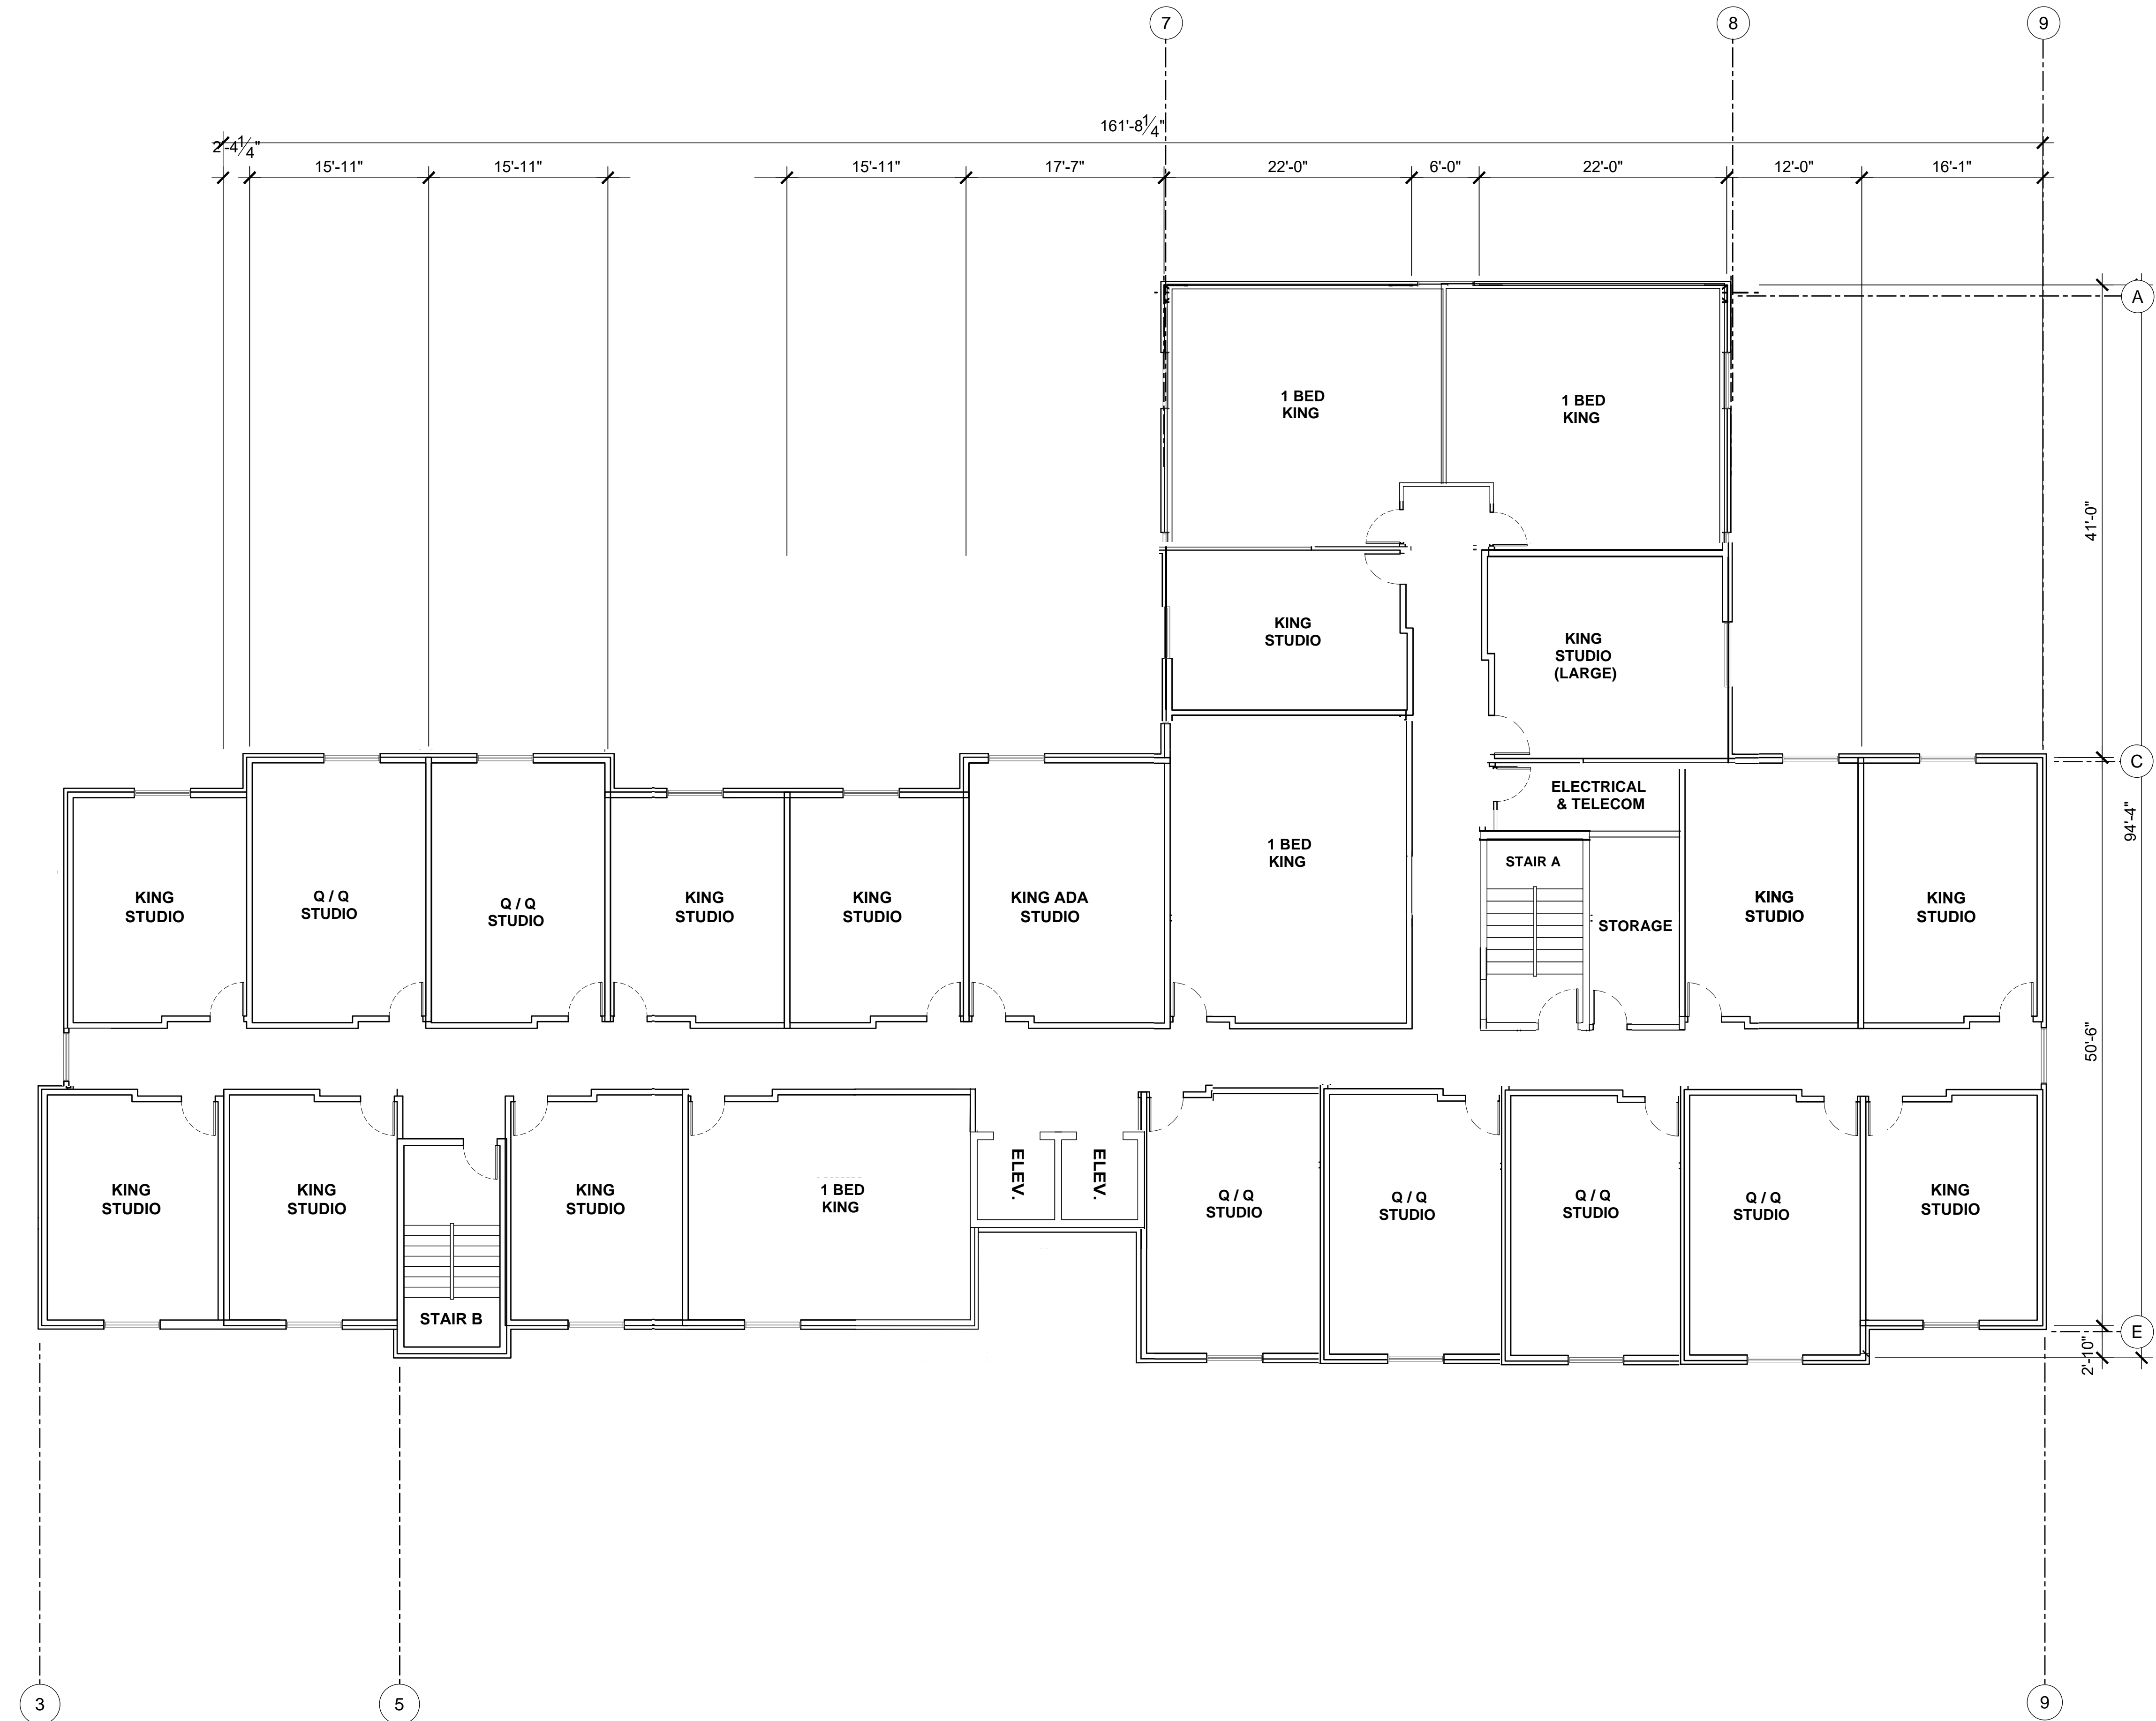 7
8
9
161'-8 1/4"
2'-4 1/4"
15'-11"
15'-11"
15'-11"
17'-7"
22'-0"
6'-0"
22'-0"
12'-0"
16'-1"
A
1 BED
KING
1 BED
KING
41'-0"
KING
STUDIO
KING
STUDIO
(LARGE)
C
ELECTRICAL
& TELECOM
94'-4"
1 BED
KING
STAIR A
KING
STUDIO
Q / Q
STUDIO
Q / Q
STUDIO
KING
STUDIO
KING
STUDIO
KING ADA
STUDIO
STORAGE
KING
STUDIO
KING
STUDIO
50'-6"
KING
STUDIO
KING
STUDIO
KING
STUDIO
1 BED
KING
ELEV.
ELEV.
Q / Q
STUDIO
Q / Q
STUDIO
Q / Q
STUDIO
Q / Q
STUDIO
KING
STUDIO
STAIR B
E
2'-10"
3
5
9